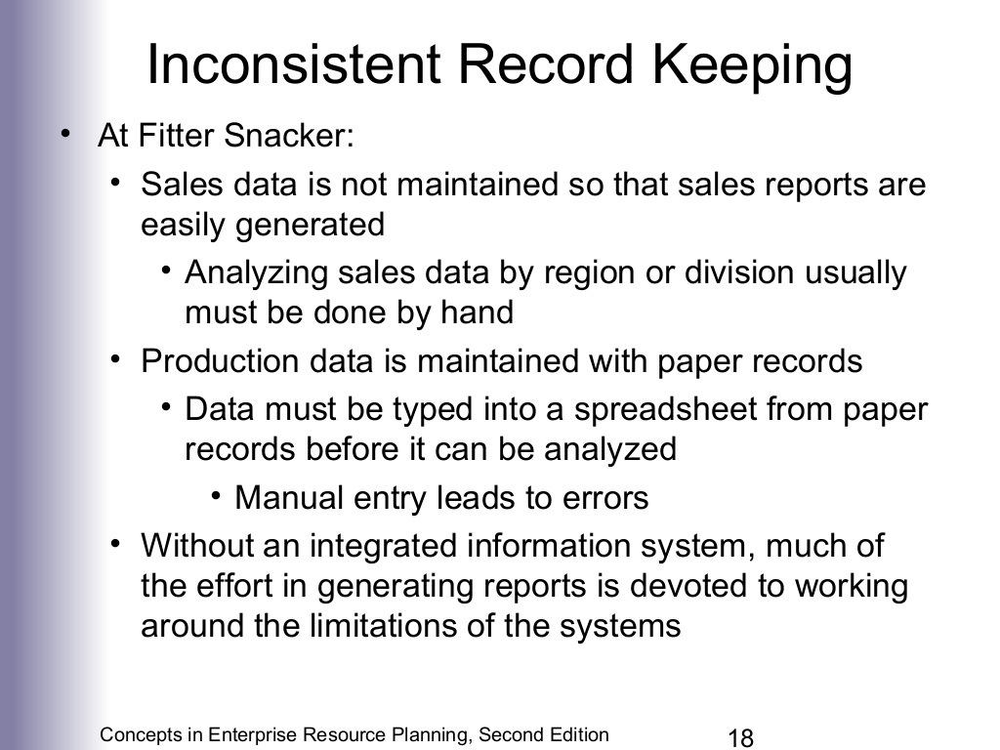 Inconsistent Record Keeping
• At Fitter Snacker:
• Sales data is not maintained so that sales reports are
easily generated
• Analyzing sales data by region or division usually
must be done by hand
• Production data is maintained with paper records
• Data must be typed into a spreadsheet from paper
records before it can be analyzed
• Manual entry leads to errors
• Without an integrated information system, much of
the effort in generating reports is devoted to working
around the limitations of the systems
Concepts in Enterprise Resource Planning, Second Edition
18